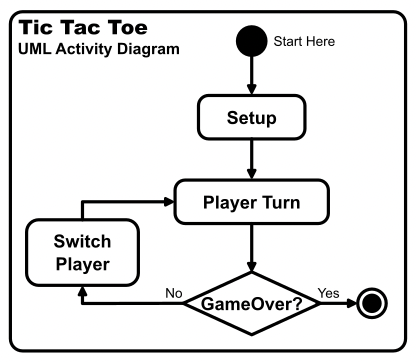 Tic Tac Toe
UML Activity Diagram
Start Here
Setup
Player Turn
Switch
Player
No
GameOver?
Yes